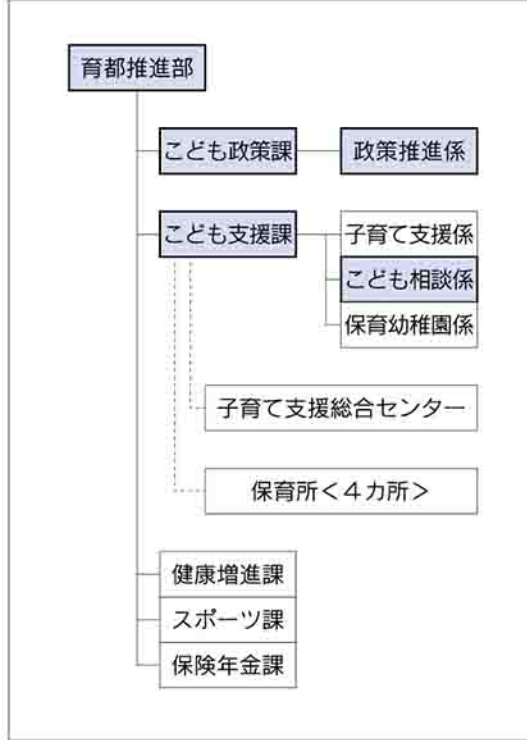 育都推進部
こども政策課
政策推進係
こども支援課
子育て支援係
こども相談係
保育幼稚園係
子育て支援総合センター
保育所＜４カ所＞
健康増進課
スポーツ課
保険年金課